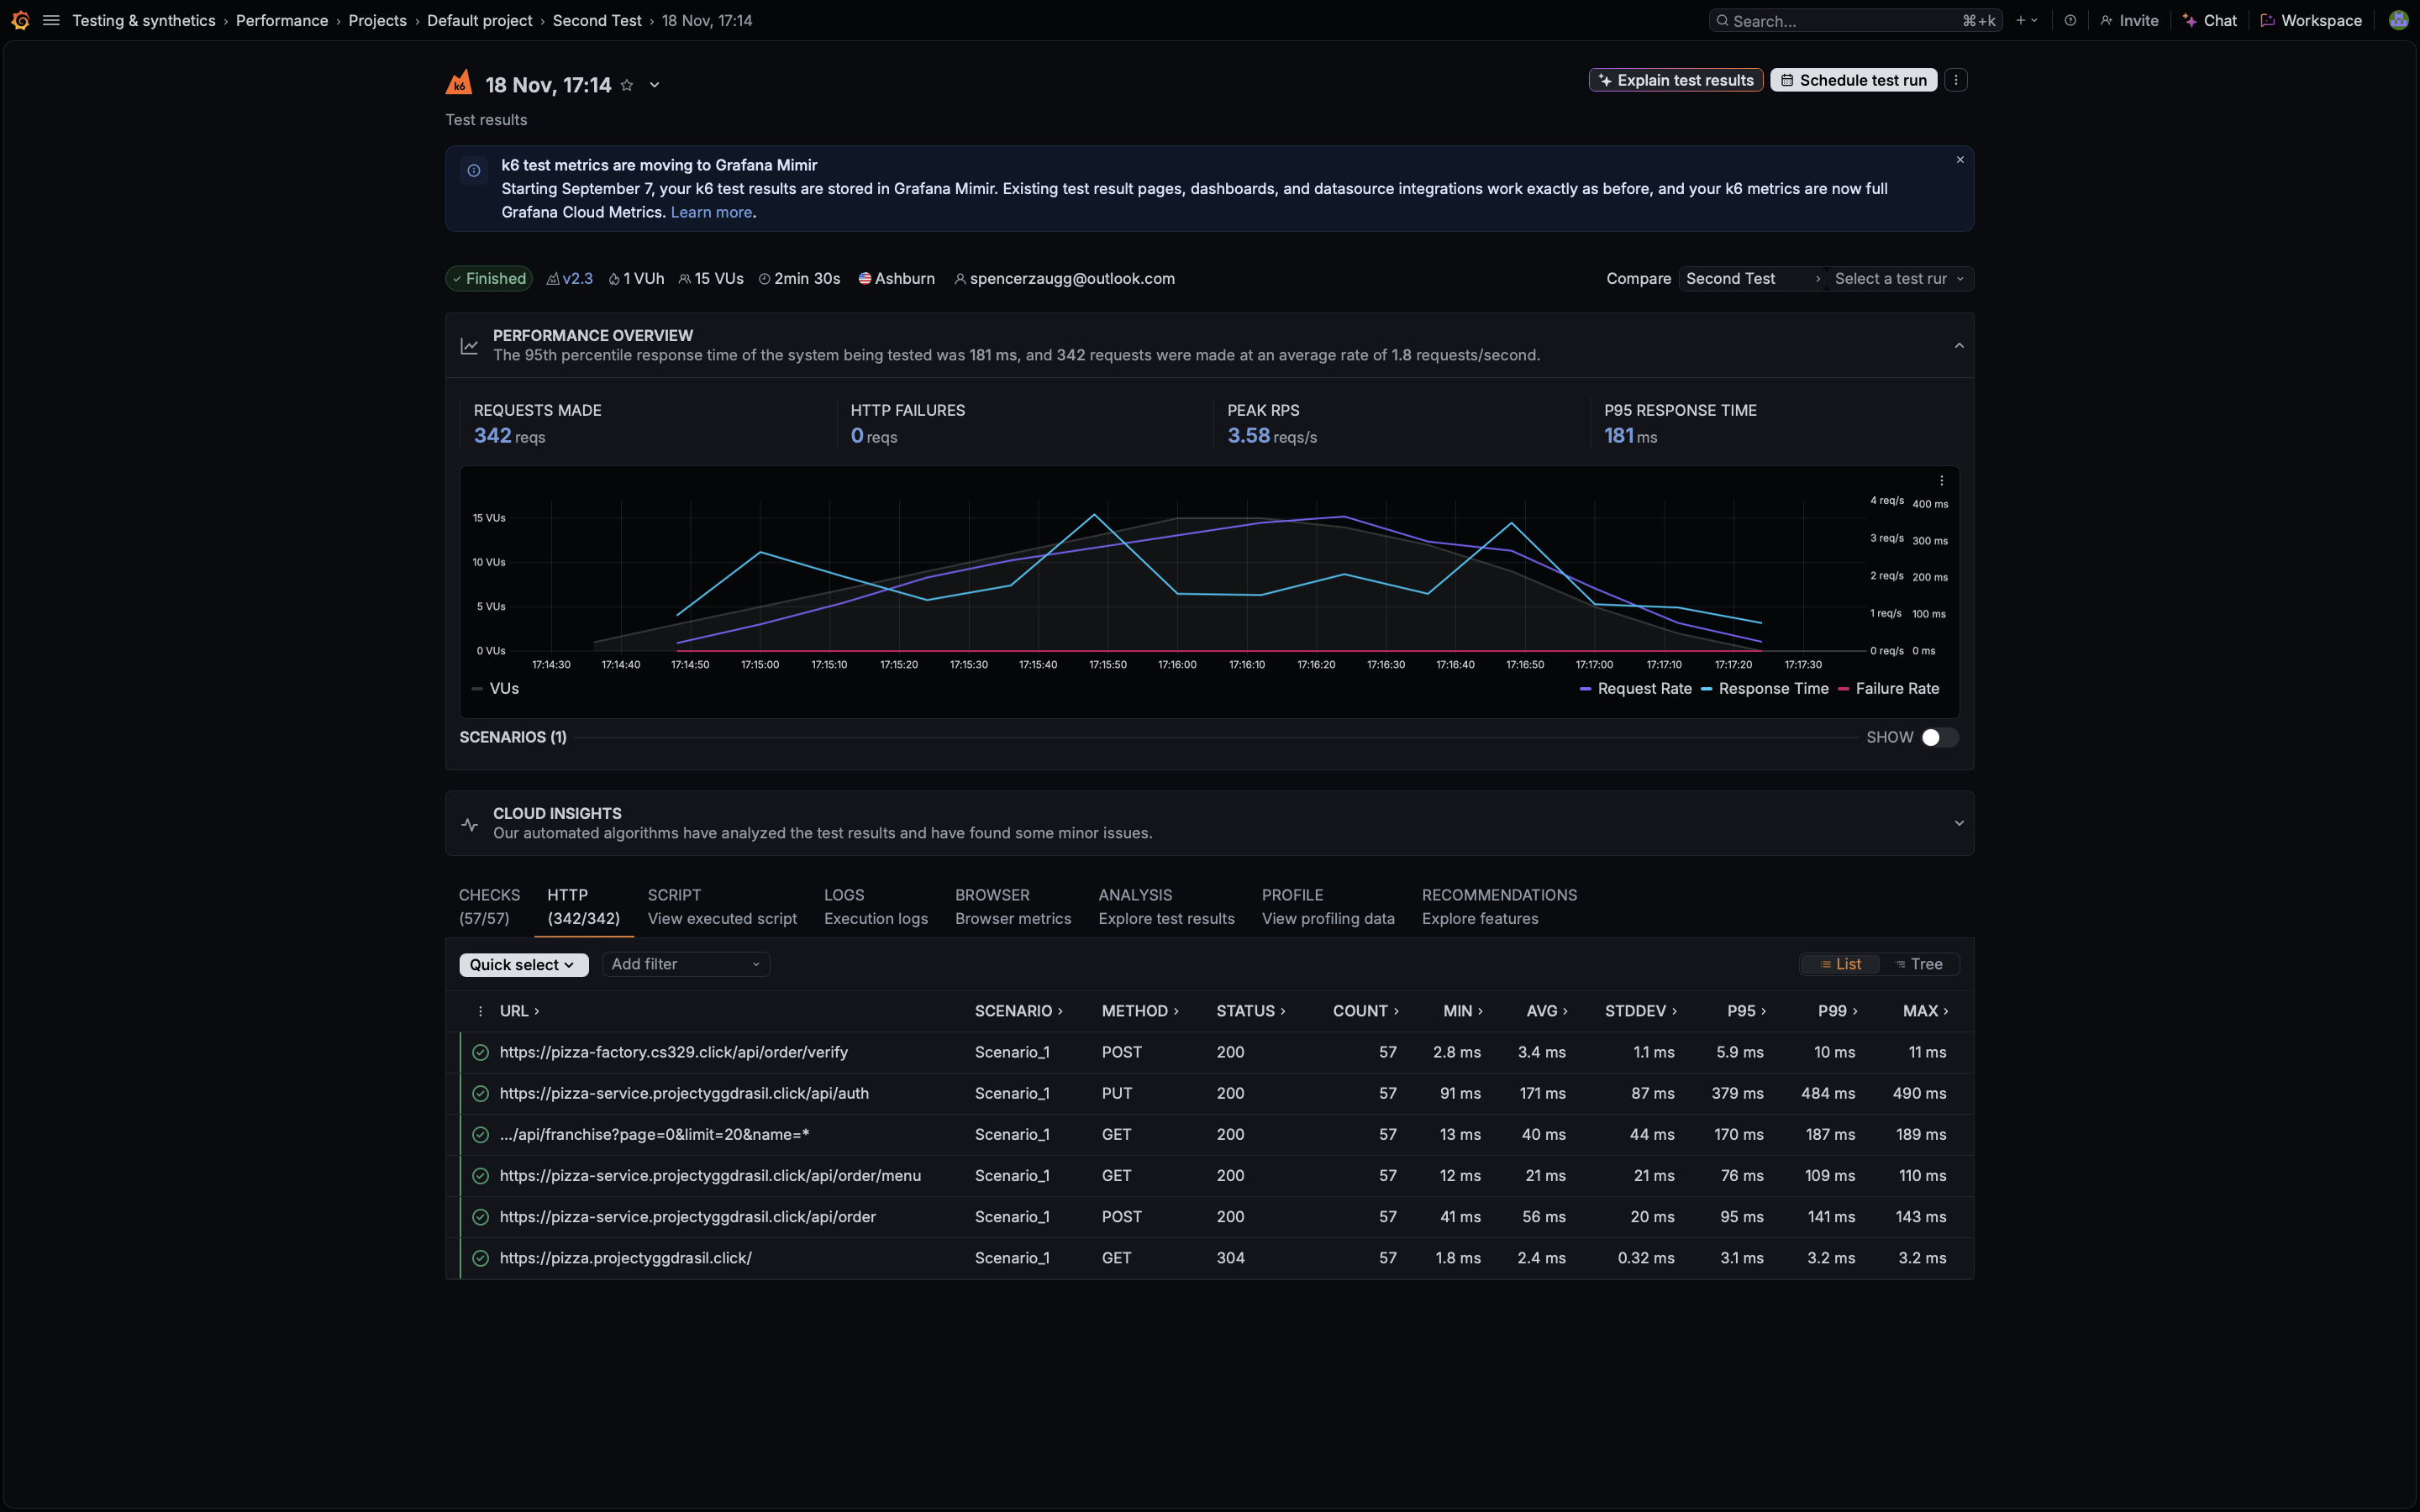 Testing & synthetics › Performance › Projects › Default project › Second Test › 18 Nov, 17:14
Search... ⌘+k
Invite
Chat
Workspace
k6
18 Nov, 17:14
Explain test results
Schedule test run
Test results
k6 test metrics are moving to Grafana Mimir
Starting September 7, your k6 test results are stored in Grafana Mimir. Existing test result pages, dashboards, and datasource integrations work exactly as before, and your k6 metrics are now full
Grafana Cloud Metrics. Learn more.
Finished v2.3 1 VUh 15 VUs 2min 30s Ashburn spencerzaugg@outlook.com
Compare Second Test › Select a test rur
PERFORMANCE OVERVIEW
The 95th percentile response time of the system being tested was 181 ms, and 342 requests were made at an average rate of 1.8 requests/second.
REQUESTS MADE HTTP FAILURES PEAK RPS P95 RESPONSE TIME
342 reqs 0 reqs 3.58 reqs/s 181 ms
4 req/s 400 ms
15 VUs
3 req/s 300 ms
10 VUs
2 req/s 200 ms
5 VUs
1 req/s 100 ms
0 VUs 0 req/s 0 ms
17:14:30 17:14:40 17:14:50 17:15:00 17:15:10 17:15:20 17:15:30 17:15:40 17:15:50 17:16:00 17:16:10 17:16:20 17:16:30 17:16:40 17:16:50 17:17:00 17:17:10 17:17:20 17:17:30
VUs Request Rate Response Time Failure Rate
SCENARIOS (1) SHOW
CLOUD INSIGHTS
Our automated algorithms have analyzed the test results and have found some minor issues.
CHECKS HTTP SCRIPT LOGS BROWSER ANALYSIS PROFILE RECOMMENDATIONS
(57/57) (342/342) View executed script Execution logs Browser metrics Explore test results View profiling data Explore features
Quick select Add filter List Tree
URL › SCENARIO › METHOD › STATUS › COUNT › MIN › AVG › STDDEV › P95 › P99 › MAX ›
https://pizza-factory.cs329.click/api/order/verify Scenario_1 POST 200 57 2.8 ms 3.4 ms 1.1 ms 5.9 ms 10 ms 11 ms
https://pizza-service.projectyggdrasil.click/api/auth Scenario_1 PUT 200 57 91 ms 171 ms 87 ms 379 ms 484 ms 490 ms
.../api/franchise?page=0&limit=20&name=* Scenario_1 GET 200 57 13 ms 40 ms 44 ms 170 ms 187 ms 189 ms
https://pizza-service.projectyggdrasil.click/api/order/menu Scenario_1 GET 200 57 12 ms 21 ms 21 ms 76 ms 109 ms 110 ms
https://pizza-service.projectyggdrasil.click/api/order Scenario_1 POST 200 57 41 ms 56 ms 20 ms 95 ms 141 ms 143 ms
https://pizza.projectyggdrasil.click/ Scenario_1 GET 304 57 1.8 ms 2.4 ms 0.32 ms 3.1 ms 3.2 ms 3.2 ms